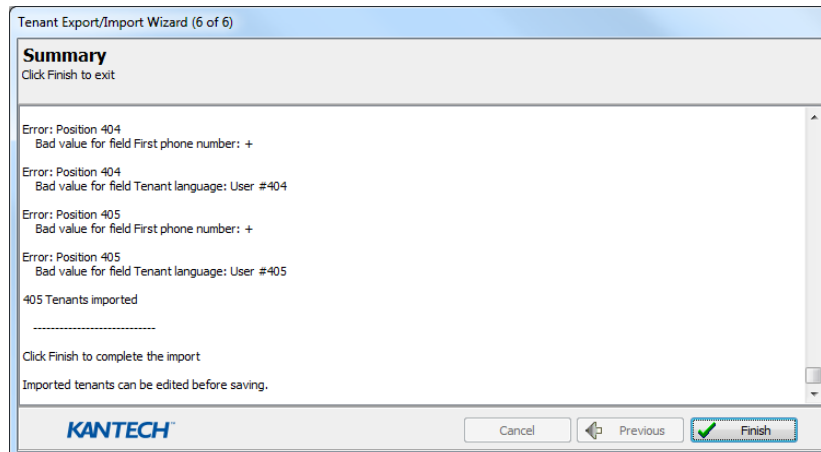 Tenant Export/Import Wizard (6 of 6)
Summary
Click Finish to exit
Error: Position 404
Bad value for field First phone number: +
Error: Position 404
Bad value for field Tenant language: User #404
Error: Position 405
Bad value for field First phone number: +
Error: Position 405
Bad value for field Tenant language: User #405
405 Tenants imported
----------------------------
Click Finish to complete the import
Imported tenants can be edited before saving.
KANTECH™
Cancel
Previous
Finish